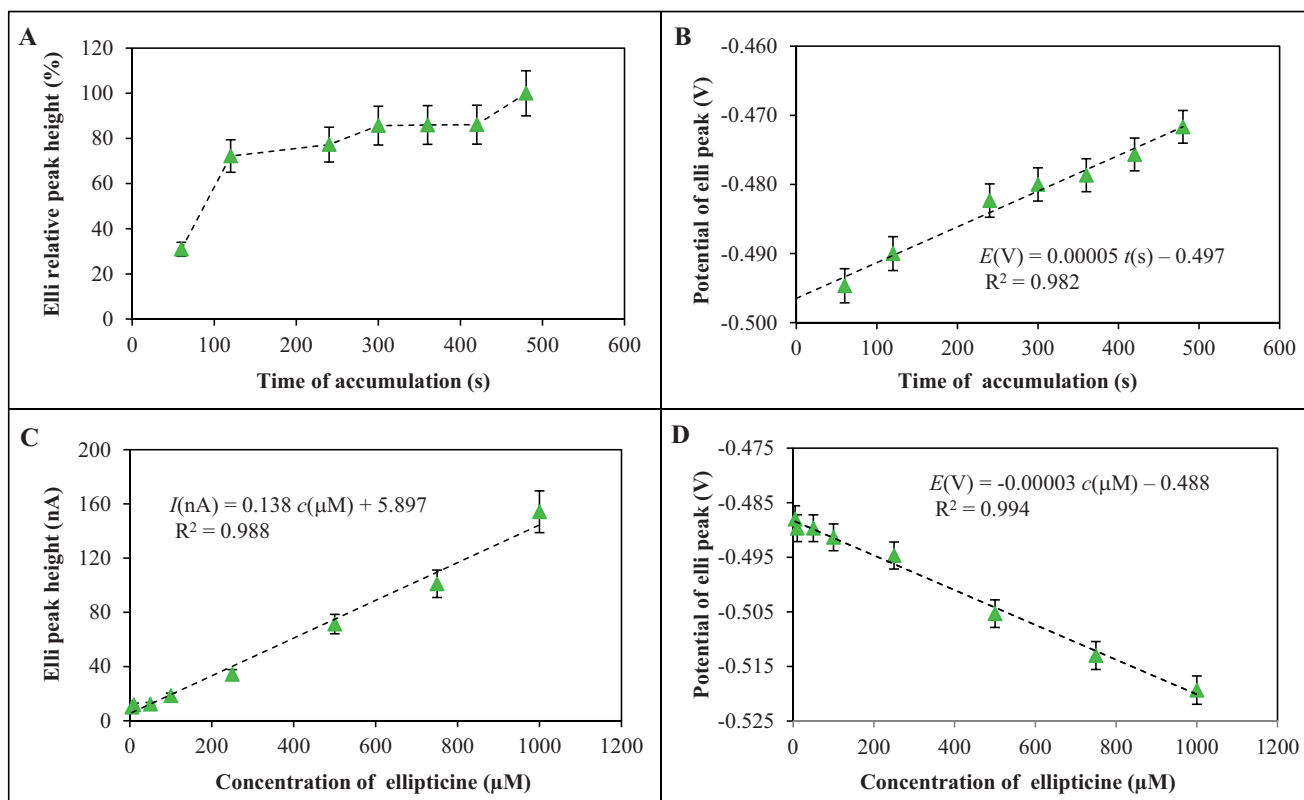 A
Elli relative peak height (%)
120
100
80
60
40
20
0
0 100 200 300 400 500 600
Time of accumulation (s)
B
Potential of elli peak (V)
-0.460
-0.470
-0.480
-0.490
-0.500
E(V) = 0.00005 t(s) – 0.497
R² = 0.982
0 100 200 300 400 500 600
Time of accumulation (s)
C
Elli peak height (nA)
200
160
120
80
40
0
I(nA) = 0.138 c(µM) + 5.897
R² = 0.988
0 200 400 600 800 1000 1200
Concentration of ellipticine (µM)
D
Potential of elli peak (V)
-0.475
-0.485
-0.495
-0.505
-0.515
-0.525
E(V) = -0.00003 c(µM) – 0.488
R² = 0.994
0 200 400 600 800 1000 1200
Concentration of ellipticine (µM)